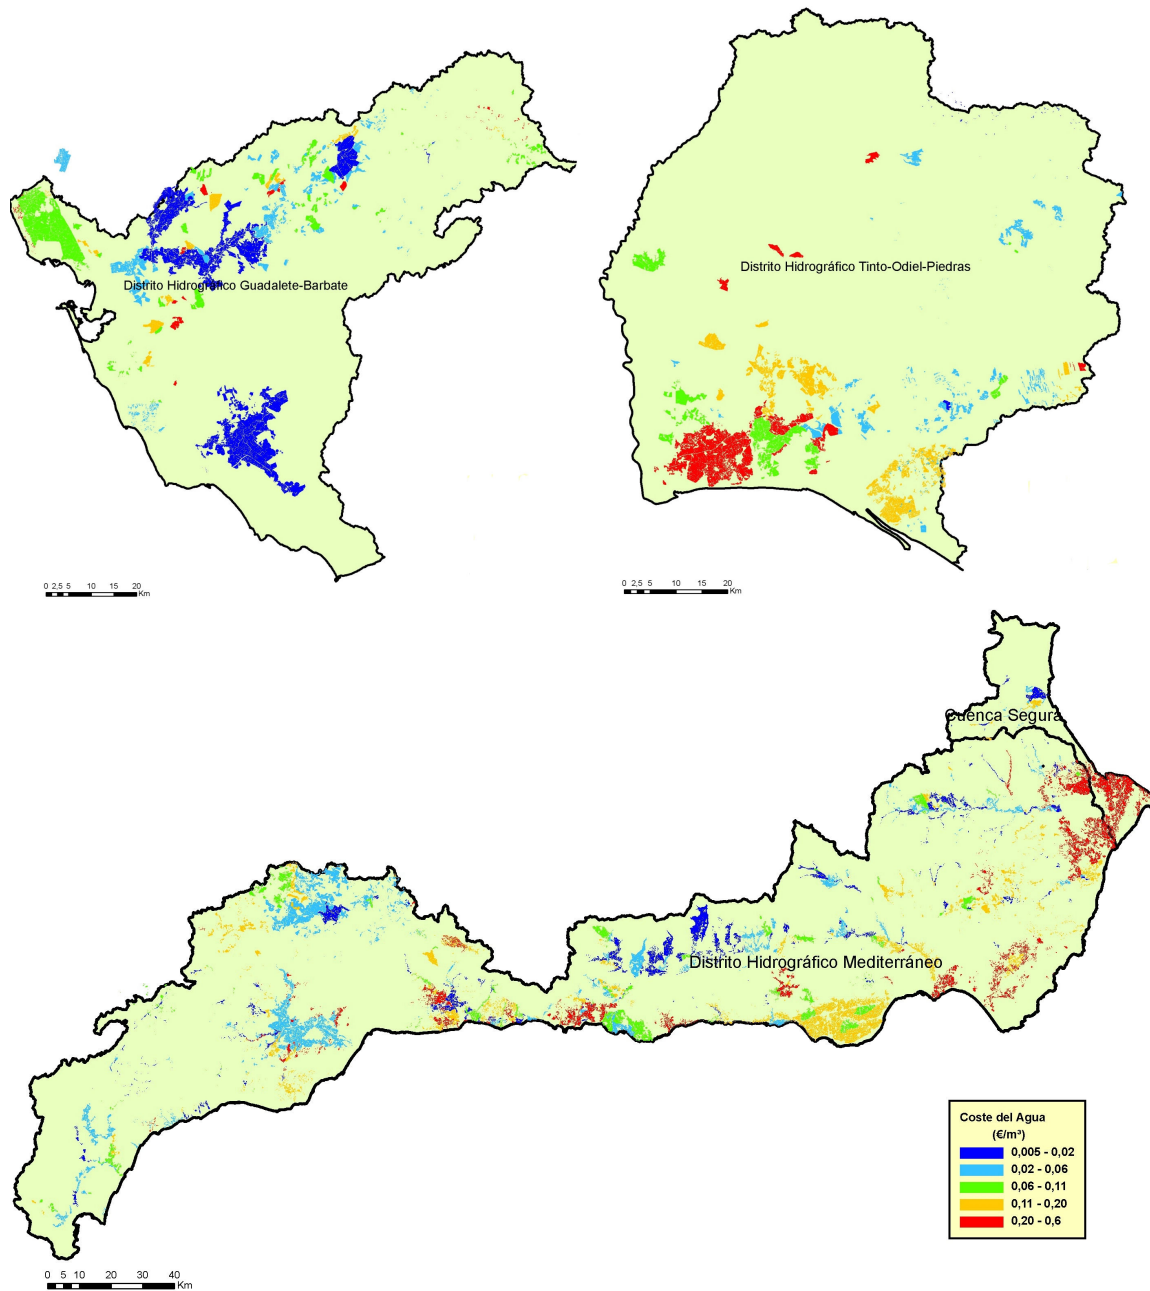 Distrito Hidrográfico Guadalete-Barbate
Distrito Hidrográfico Tinto-Odiel-Piedras
0 2,5 5 10 15 20
Km
0 2,5 5 10 15 20
Km
Cuenca Segura
Distrito Hidrográfico Mediterráneo
Coste del Agua
(€/m³)
0,005 - 0,02
0,02 - 0,06
0,06 - 0,11
0,11 - 0,20
0,20 - 0,6
0 5 10 20 30 40
Km